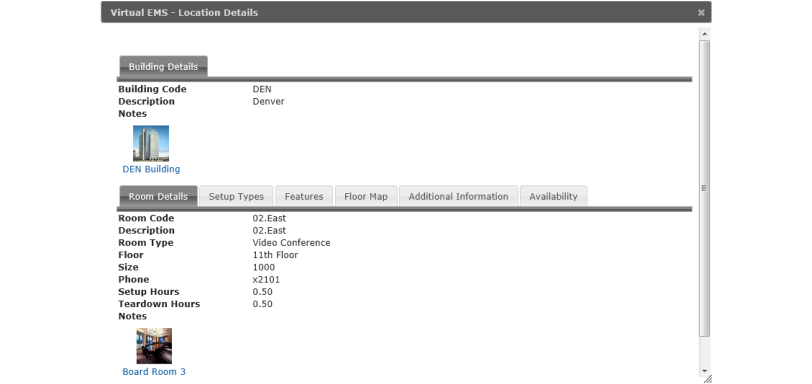 Virtual EMS - Location Details
Building Details
Building Code DEN
Description Denver
Notes
DEN Building
Room Details Setup Types Features Floor Map Additional Information Availability
Room Code 02.East
Description 02.East
Room Type Video Conference
Floor 11th Floor
Size 1000
Phone x2101
Setup Hours 0.50
Teardown Hours 0.50
Notes
Board Room 3